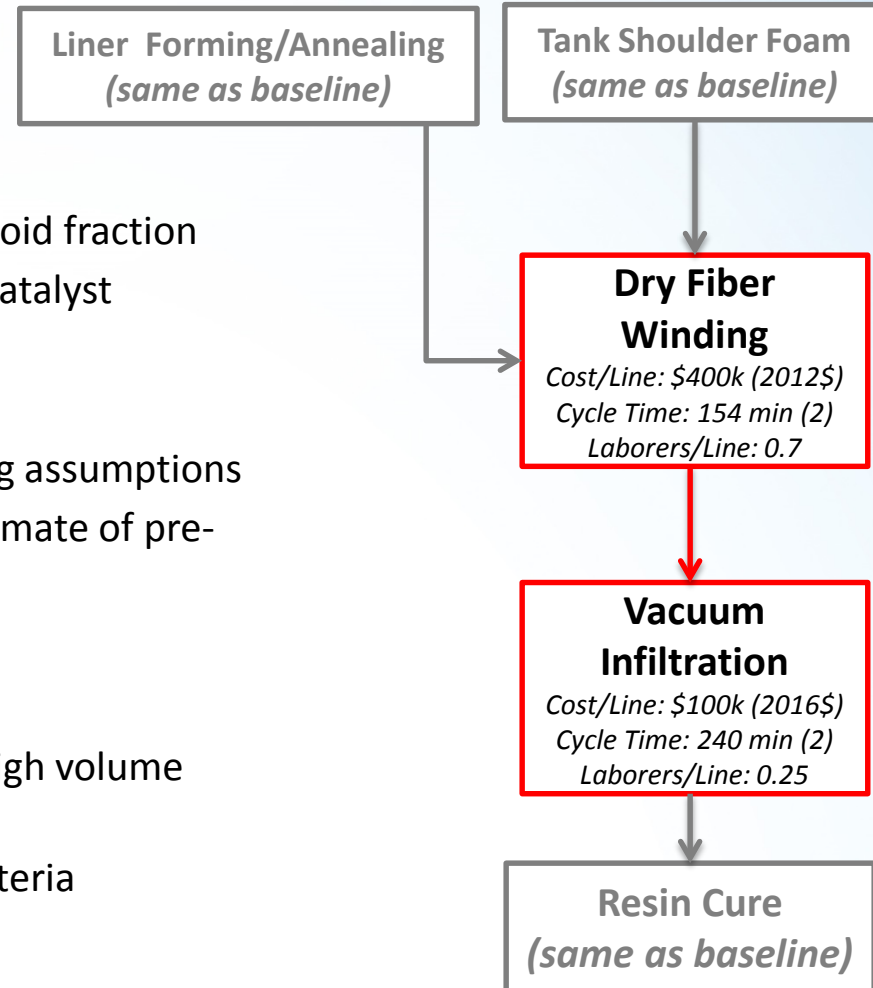 Liner Forming/Annealing
(same as baseline)
Tank Shoulder Foam
(same as baseline)
oid fraction
atalyst
g assumptions
mate of pre-
igh volume
teria
Dry Fiber
Winding
Cost/Line: $400k (2012$)
Cycle Time: 154 min (2)
Laborers/Line: 0.7
Vacuum
Infiltration
Cost/Line: $100k (2016$)
Cycle Time: 240 min (2)
Laborers/Line: 0.25
Resin Cure
(same as baseline)